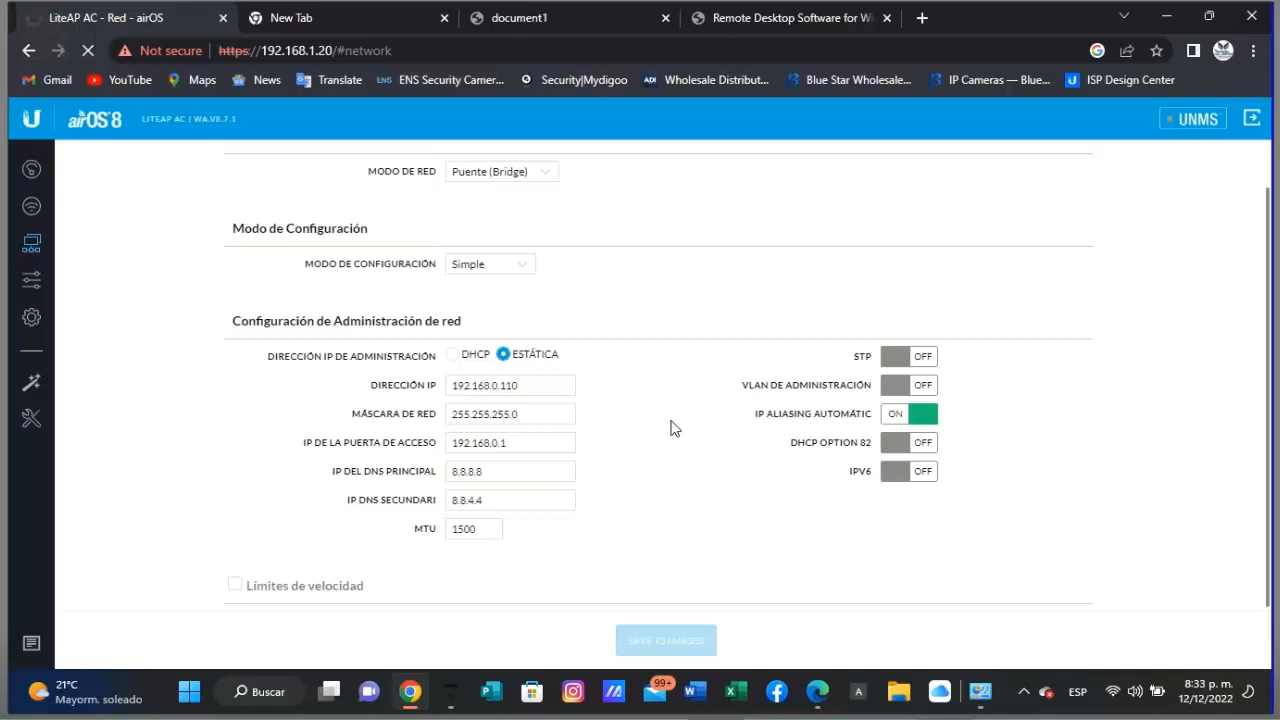 LiteAP AC - Red - airOS
New Tab
document1
Remote Desktop Software for Wi
Not secure
https://192.168.1.20/#network
Gmail
YouTube
Maps
News
Translate
ENS
ENS Security Camer...
Security|Mydigoo
ADI
Wholesale Distribut...
Blue Star Wholesale...
IP Cameras — Blue...
ISP Design Center
airOS 8
LITEAP AC | WA.V8.7.1
UNMS
MODO DE RED
Puente (Bridge)
Modo de Configuración
MODO DE CONFIGURACIÓN
Simple
Configuración de Administración de red
DIRECCIÓN IP DE ADMINISTRACIÓN
DHCP
ESTÁTICA
DIRECCIÓN IP
192.168.0.110
MÁSCARA DE RED
255.255.255.0
IP DE LA PUERTA DE ACCESO
192.168.0.1
IP DEL DNS PRINCIPAL
8.8.8.8
IP DNS SECUNDARI
8.8.4.4
MTU
1500
STP
OFF
VLAN DE ADMINISTRACIÓN
OFF
IP ALIASING AUTOMÁTIC
ON
DHCP OPTION 82
OFF
IPV6
OFF
Límites de velocidad
SAVE CHANGES
21°C
Mayorm. soleado
Buscar
99+
ESP
8:33 p. m.
12/12/2022